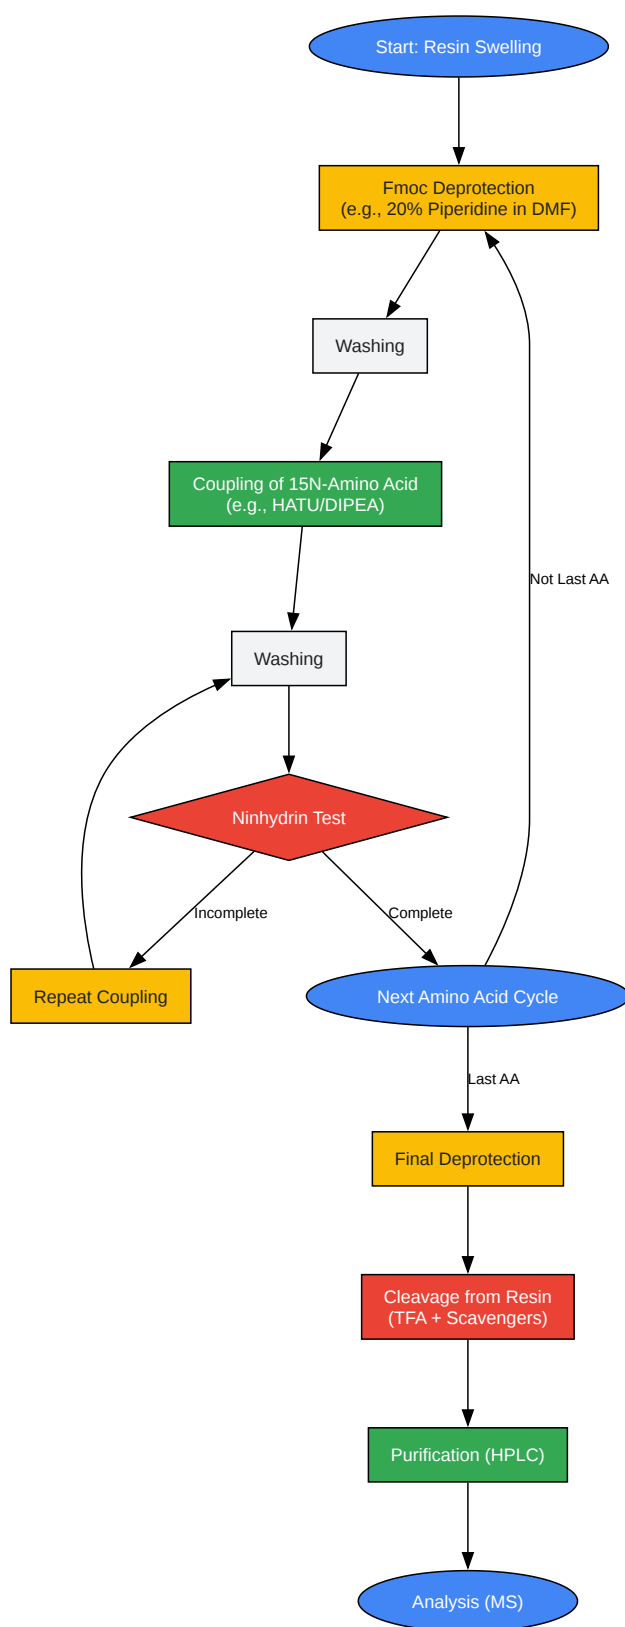 Start: Resin Swelling
Fmoc Deprotection
(e.g., 20% Piperidine in DMF)
Washing
Coupling of 15N-Amino Acid
(e.g., HATU/DIPEA)
Not Last AA
Washing
Ninhydrin Test
Incomplete
Complete
Repeat Coupling
Next Amino Acid Cycle
Last AA
Final Deprotection
Cleavage from Resin
(TFA + Scavengers)
Purification (HPLC)
Analysis (MS)